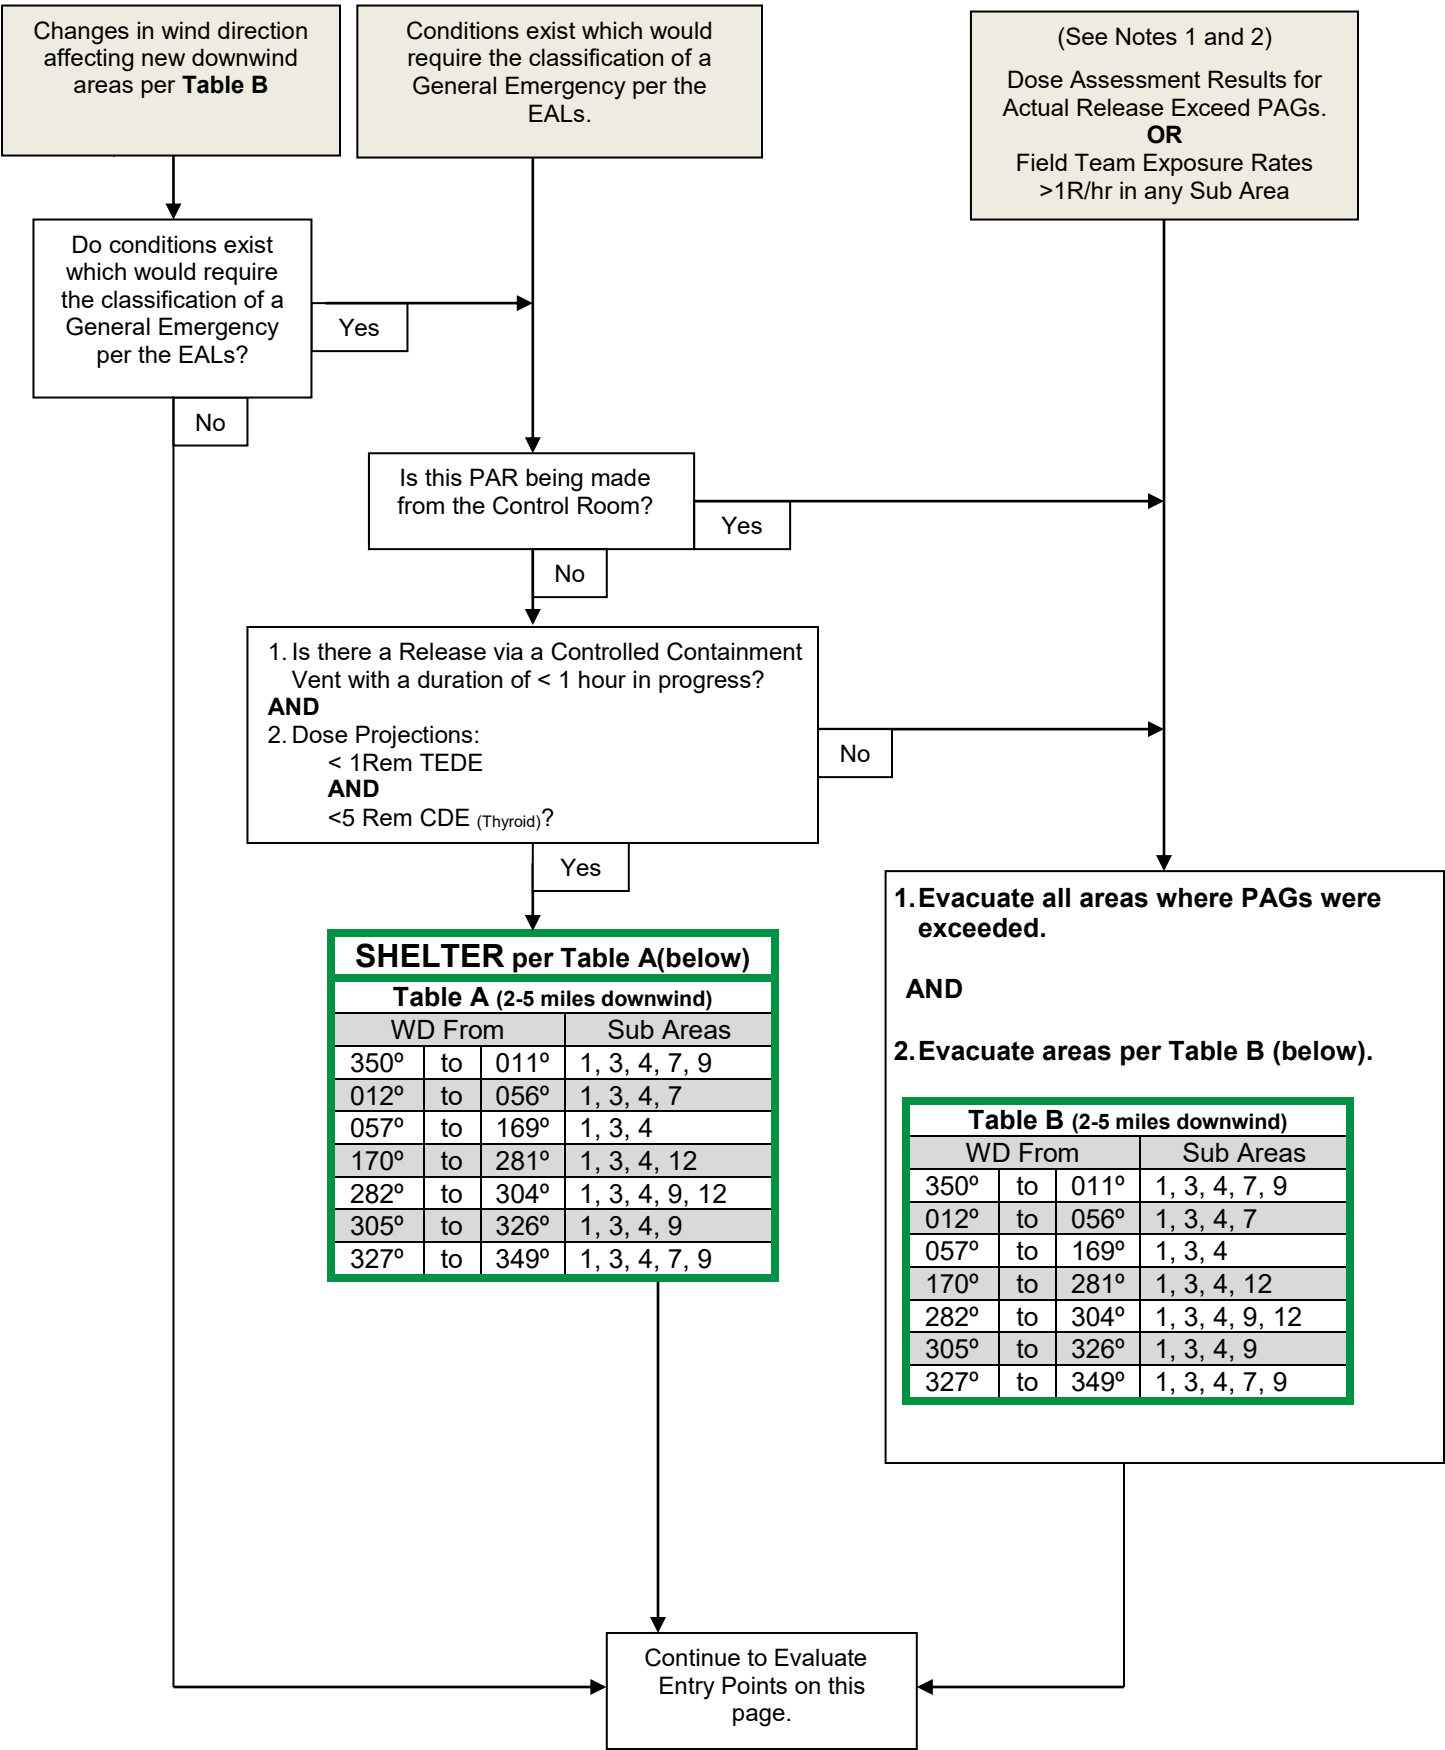 Changes in wind direction
affecting new downwind
areas per Table B
Conditions exist which would
require the classification of a
General Emergency per the
EALs.
(See Notes 1 and 2)
Dose Assessment Results for
Actual Release Exceed PAGs.
OR
Field Team Exposure Rates
>1R/hr in any Sub Area
Do conditions exist
which would require
the classification of a
General Emergency
per the EALs?
Yes
No
Is this PAR being made
from the Control Room?
Yes
No
1. Is there a Release via a Controlled Containment
Vent with a duration of < 1 hour in progress?
AND
2. Dose Projections:
< 1Rem TEDE
AND
<5 Rem CDE (Thyroid)?
No
Yes
SHELTER per Table A(below)
Table A (2-5 miles downwind)
WD From Sub Areas
350º to 011º 1, 3, 4, 7, 9
012º to 056º 1, 3, 4, 7
057º to 169º 1, 3, 4
170º to 281º 1, 3, 4, 12
282º to 304º 1, 3, 4, 9, 12
305º to 326º 1, 3, 4, 9
327º to 349º 1, 3, 4, 7, 9
1. Evacuate all areas where PAGs were
exceeded.
AND
2. Evacuate areas per Table B (below).
Table B (2-5 miles downwind)
WD From Sub Areas
350º to 011º 1, 3, 4, 7, 9
012º to 056º 1, 3, 4, 7
057º to 169º 1, 3, 4
170º to 281º 1, 3, 4, 12
282º to 304º 1, 3, 4, 9, 12
305º to 326º 1, 3, 4, 9
327º to 349º 1, 3, 4, 7, 9
Continue to Evaluate
Entry Points on this
page.